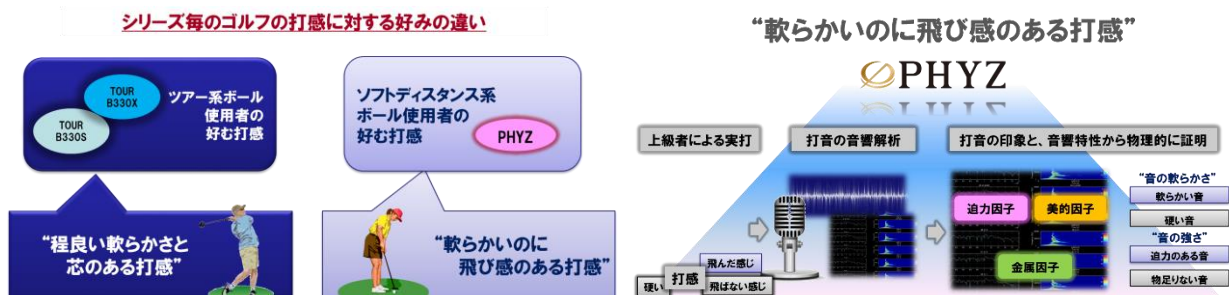 シリーズ毎のゴルフの打感に対する好みの違い
TOUR
B330X
TOUR
B330S
ツアー系ボール
使用者の
好む打感
“程良い軟らかさと
芯のある打感”
ソフトディスタンス系
ボール使用者の
好む打感
PHYZ
“軟らかいのに
飛び感のある打感”
“軟らかいのに飛び感のある打感”
PHYZ
上級者による実打
打音の音響解析
打音の印象と、音響特性から物理的に証明
飛んだ感じ
硬い
打感
飛ばない感じ
迫力因子
美的因子
金属因子
“音の軟らかさ”
軟らかい音
硬い音
“音の強さ”
迫力のある音
物足りない音